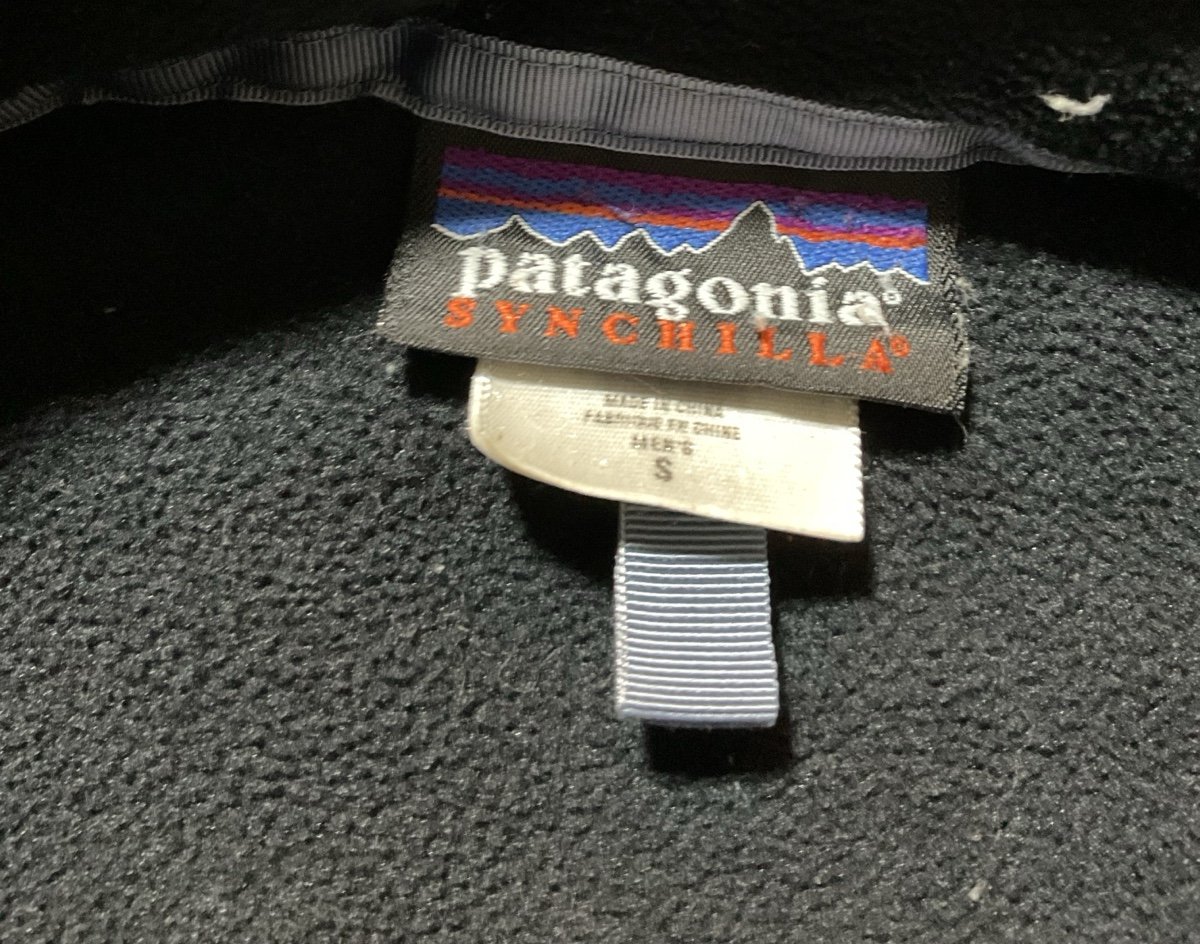 patagonia®
SYNCHILLA®
MADE IN CHINA
FABRIQUE EN CHINE
MEN'S
S